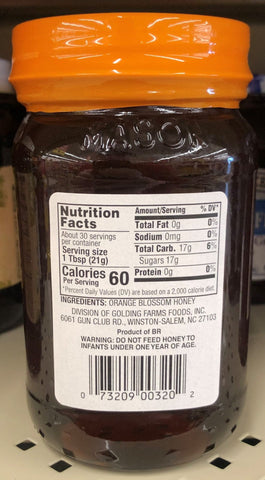 MASON
Nutrition Facts
About 30 servings per container
Serving size
1 Tbsp (21g)
Calories 60
Per Serving
Amount/Serving % DV*
Total Fat 0g 0%
Sodium 0mg 0%
Total Carb. 17g 6%
Sugars 17g
Protein 0g 0%
*Percent Daily Values (DV) are based on a 2,000 calorie diet.
INGREDIENTS: ORANGE BLOSSOM HONEY
DIVISION OF GOLDING FARMS FOODS, INC.
6061 GUN CLUB RD., WINSTON-SALEM, NC 27103
Product of BR
WARNING: DO NOT FEED HONEY TO
INFANTS UNDER ONE YEAR OF AGE.
0 73209 00320 2